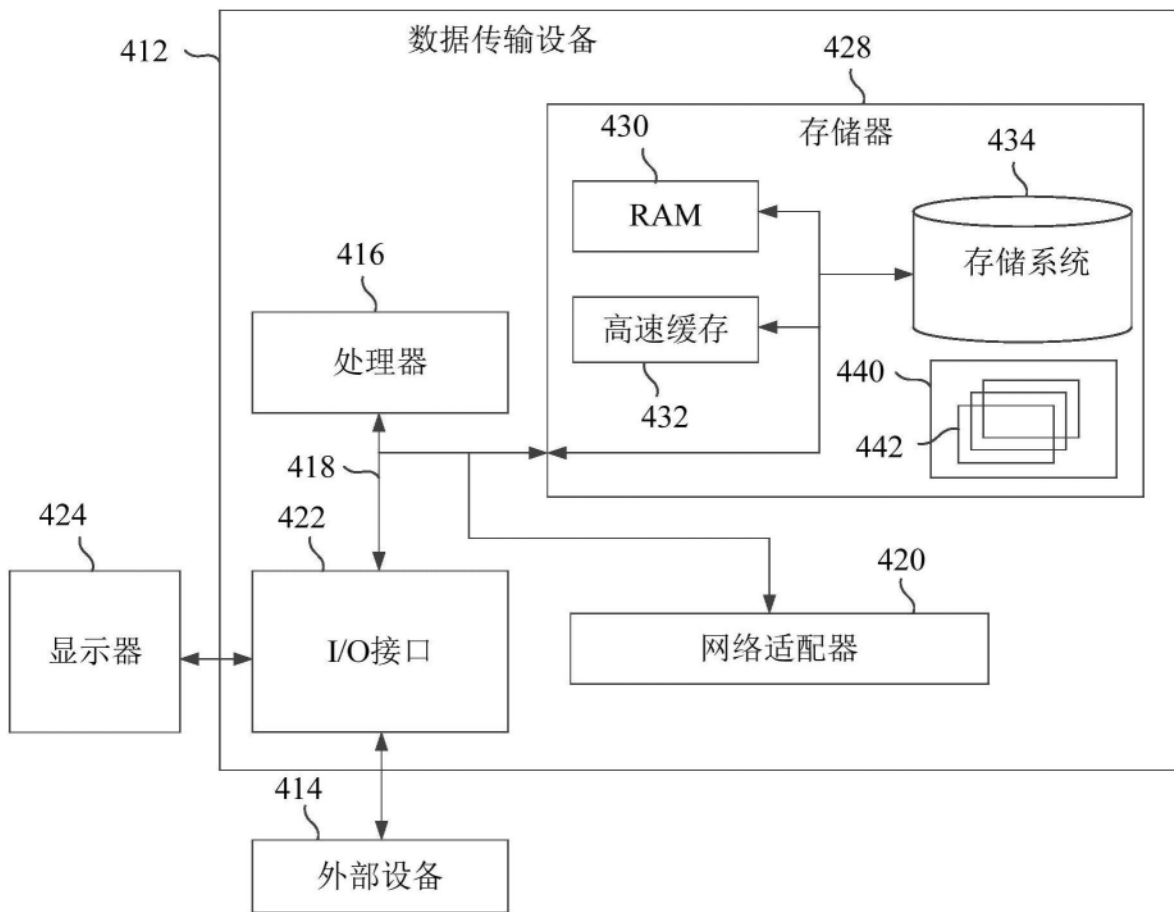 数据传输设备
412
428
存储器
430
434
RAM
存储系统
416
处理器
高速缓存
432
440
442
418
424
422
420
显示器
I/O接口
网络适配器
414
外部设备